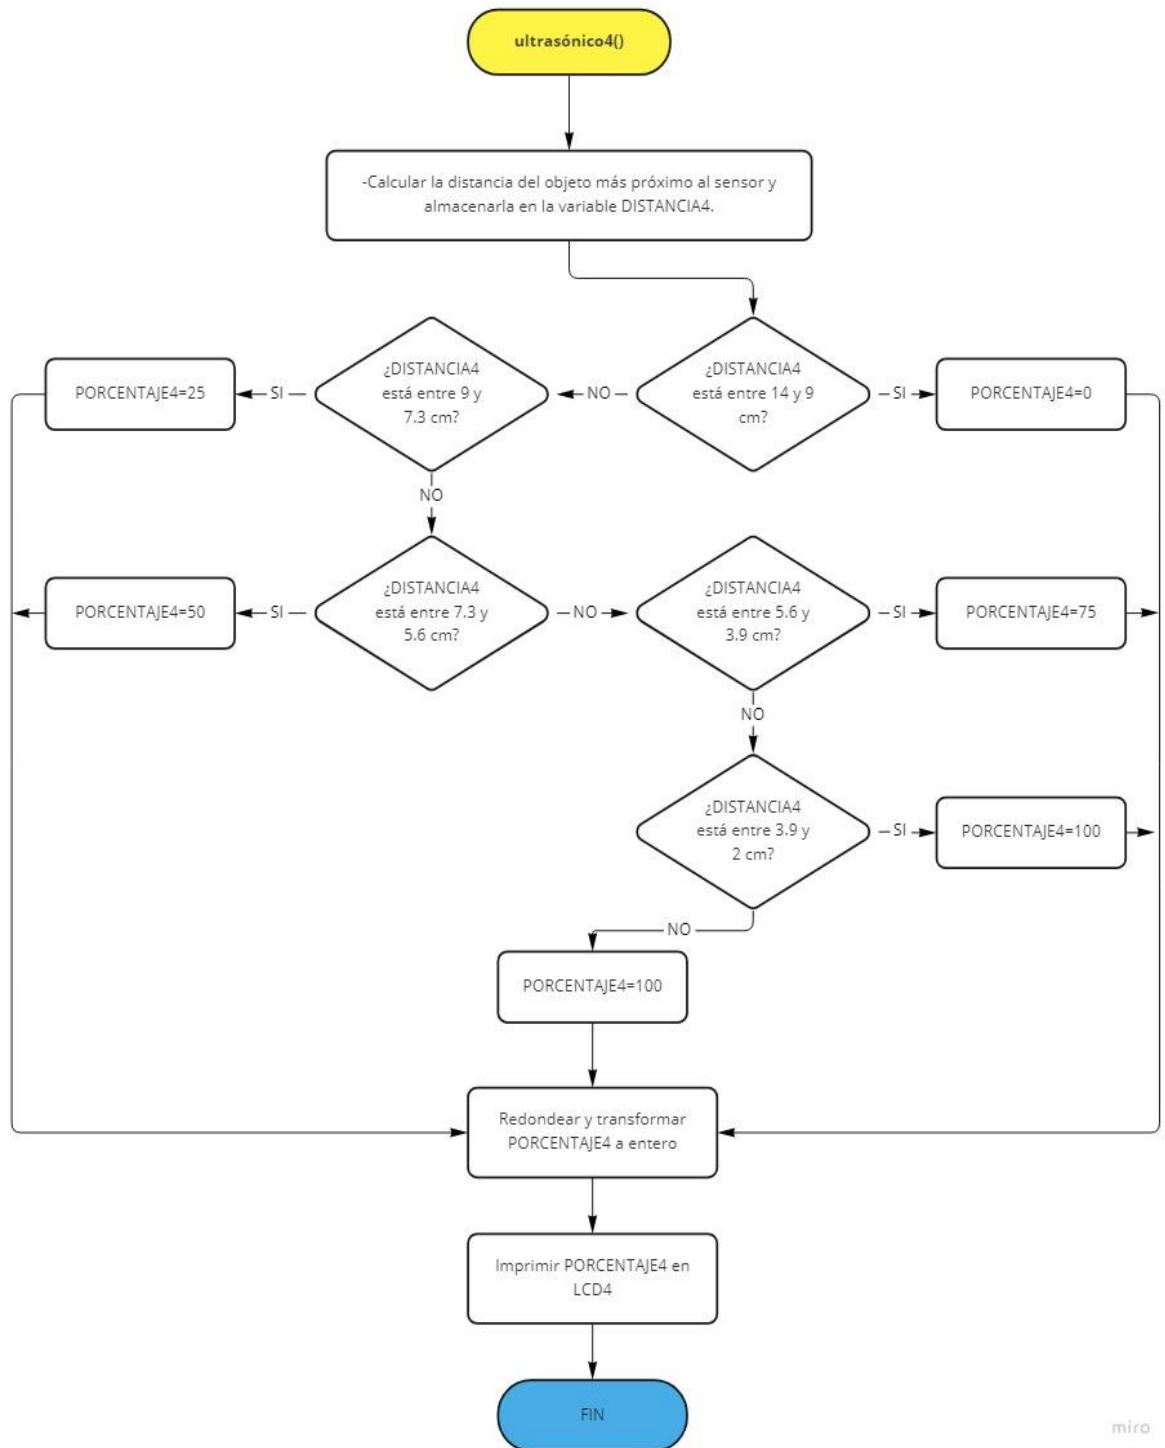 ultrasónico4()
-Calcular la distancia del objeto más próximo al sensor y
almacenarla en la variable DISTANCIA4.
¿DISTANCIA4
está entre 14 y 9
cm?
SI
PORCENTAJE4=0
NO
¿DISTANCIA4
está entre 9 y
7.3 cm?
SI
PORCENTAJE4=25
NO
¿DISTANCIA4
está entre 7.3 y
5.6 cm?
SI
PORCENTAJE4=50
NO
¿DISTANCIA4
está entre 5.6 y
3.9 cm?
SI
PORCENTAJE4=75
NO
¿DISTANCIA4
está entre 3.9 y
2 cm?
SI
PORCENTAJE4=100
NO
PORCENTAJE4=100
Redondear y transformar
PORCENTAJE4 a entero
Imprimir PORCENTAJE4 en
LCD4
FIN
miro